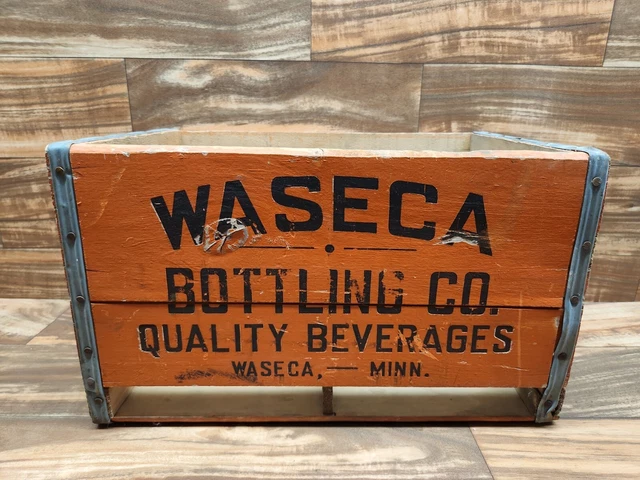 WASECA
BOTTLING CO.
QUALITY BEVERAGES
WASECA, — MINN.